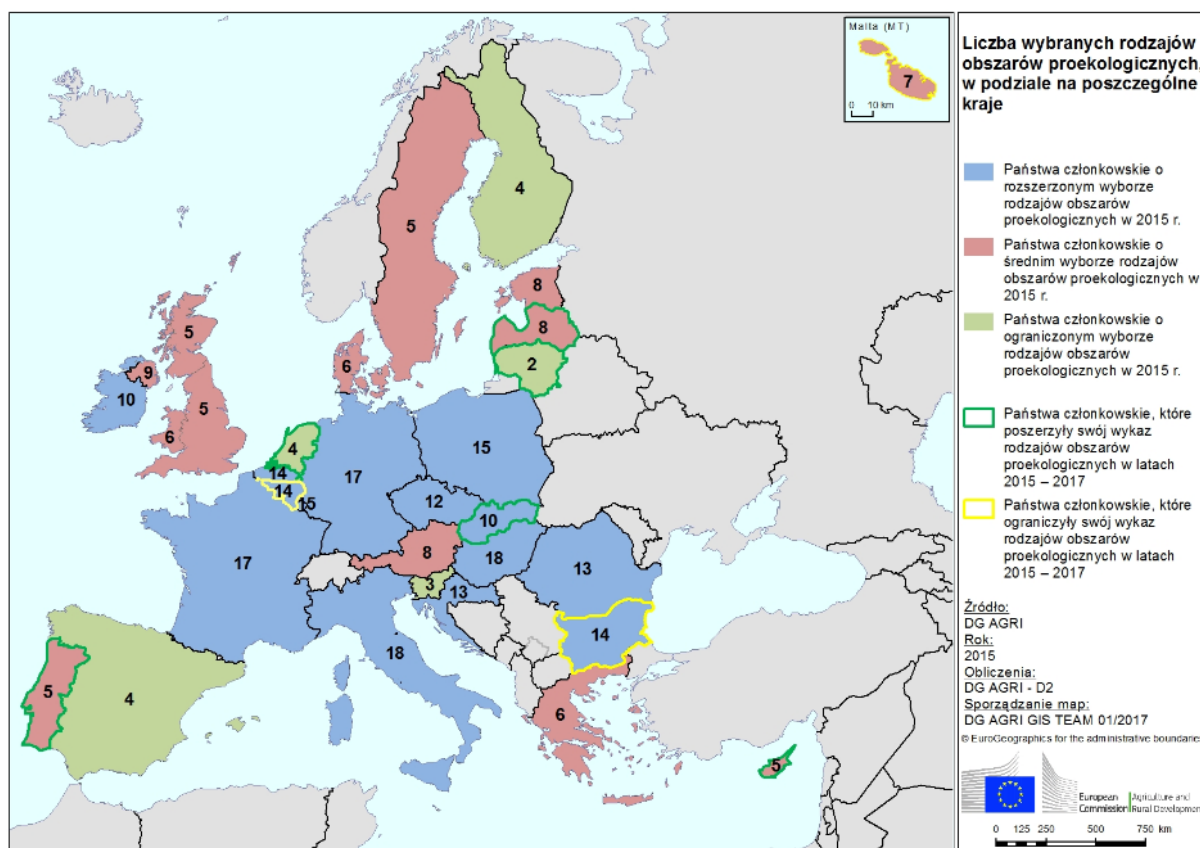 Malta (MT)
7
0 10 km
4
5
8
8
2
5
9
10
5
6
6
4
14
14
15
17
15
12
10
17
8
18
13
3
13
18
14
5
4
6
5
Liczba wybranych rodzajów
obszarów proekologicznych,
w podziale na poszczególne
kraje
Państwa członkowskie o
rozszerzonym wyborze
rodzajów obszarów
proekologicznych w 2015 r.
Państwa członkowskie o
średnim wyborze rodzajów
obszarów proekologicznych w
2015 r.
Państwa członkowskie o
ograniczonym wyborze
rodzajów obszarów
proekologicznych w 2015 r.
Państwa członkowskie, które
poszerzyły swój wykaz
rodzajów obszarów
proekologicznych w latach
2015 – 2017
Państwa członkowskie, które
ograniczyły swój wykaz
rodzajów obszarów
proekologicznych w latach
2015 – 2017
Źródło:
DG AGRI
Rok:
2015
Obliczenia:
DG AGRI - D2
Sporządzanie map:
DG AGRI GIS TEAM 01/2017
© EuroGeographics for the administrative boundaries
European
Commission
Agriculture and
Rural Development
0 125 250 500 750 km